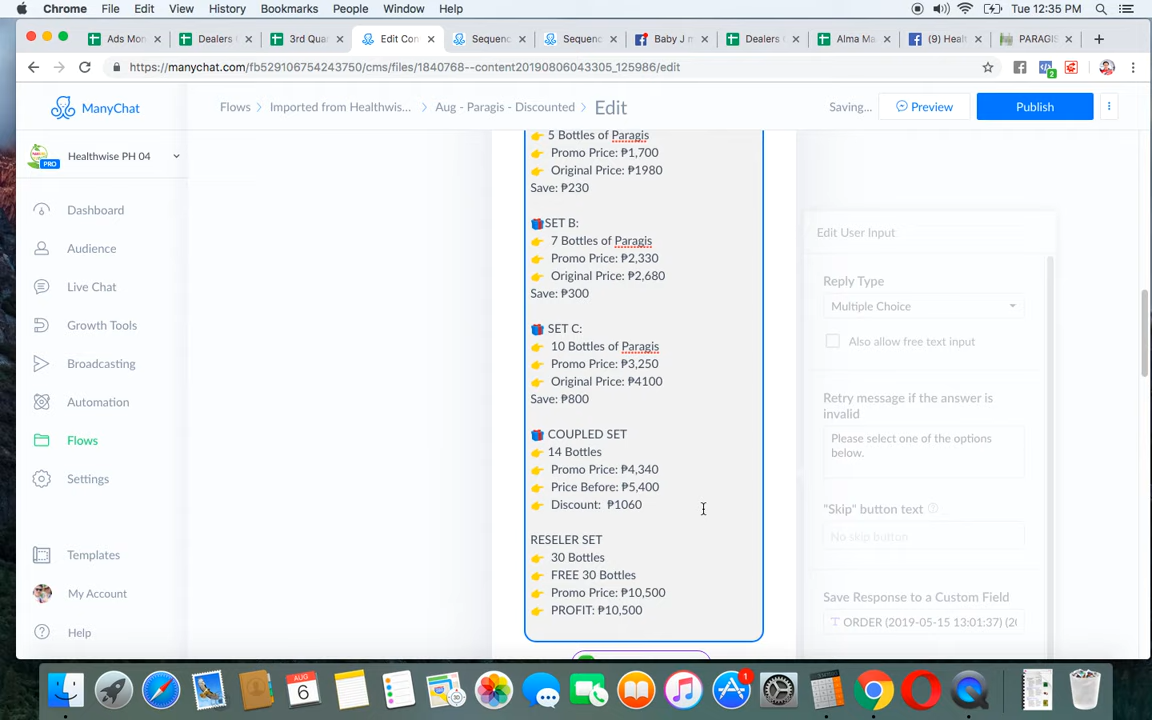 Chrome File Edit View History Bookmarks People Window Help
Tue 12:35 PM
Ads Mon
Dealers C
3rd Quar
Edit Con
Sequenc
Sequenc
Baby J m
Dealers C
Alma Ma
(9) Healt
PARAGIS
https://manychat.com/fb529106754243750/cms/files/1840768--content20190806043305_125986/edit
2
ManyChat
Flows > Imported from Healthwis... > Aug - Paragis - Discounted > Edit
Saving...
Preview
Publish
Healthwise PH 04
PRO
Dashboard
Audience
Live Chat
Growth Tools
Broadcasting
Automation
Flows
Settings
Templates
My Account
Help
5 Bottles of Paragis
Promo Price: ₱1,700
Original Price: ₱1980
Save: ₱230
SET B:
7 Bottles of Paragis
Promo Price: ₱2,330
Original Price: ₱2,680
Save: ₱300
SET C:
10 Bottles of Paragis
Promo Price: ₱3,250
Original Price: ₱4100
Save: ₱800
COUPLED SET
14 Bottles
Promo Price: ₱4,340
Price Before: ₱5,400
Discount: ₱1060
RESELER SET
30 Bottles
FREE 30 Bottles
Promo Price: ₱10,500
PROFIT: ₱10,500
Edit User Input
Reply Type
Multiple Choice
Also allow free text input
Retry message if the answer is
invalid
Please select one of the options
below.
"Skip" button text
No skip button
Save Response to a Custom Field
ORDER (2019-05-15 13:01:37) (20
AUG
6
1